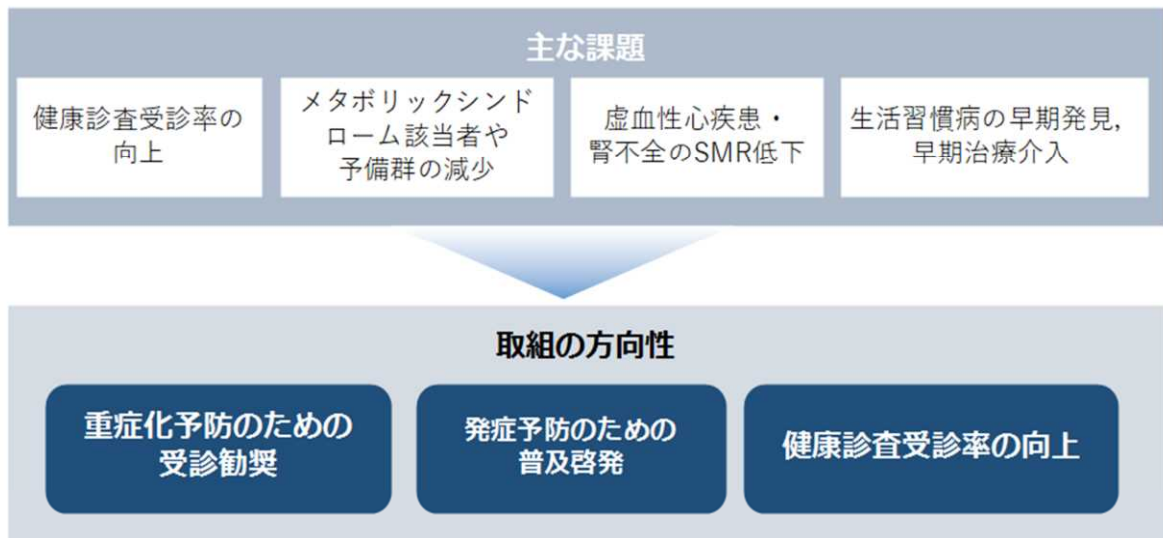 主な課題
健康診査受診率の
向上
メタボリックシンド
ローム該当者や
予備群の減少
虚血性心疾患・
腎不全のSMR低下
生活習慣病の早期発見,
早期治療介入
取組の方向性
重症化予防のための
受診勧奨
発症予防のための
普及啓発
健康診査受診率の向上